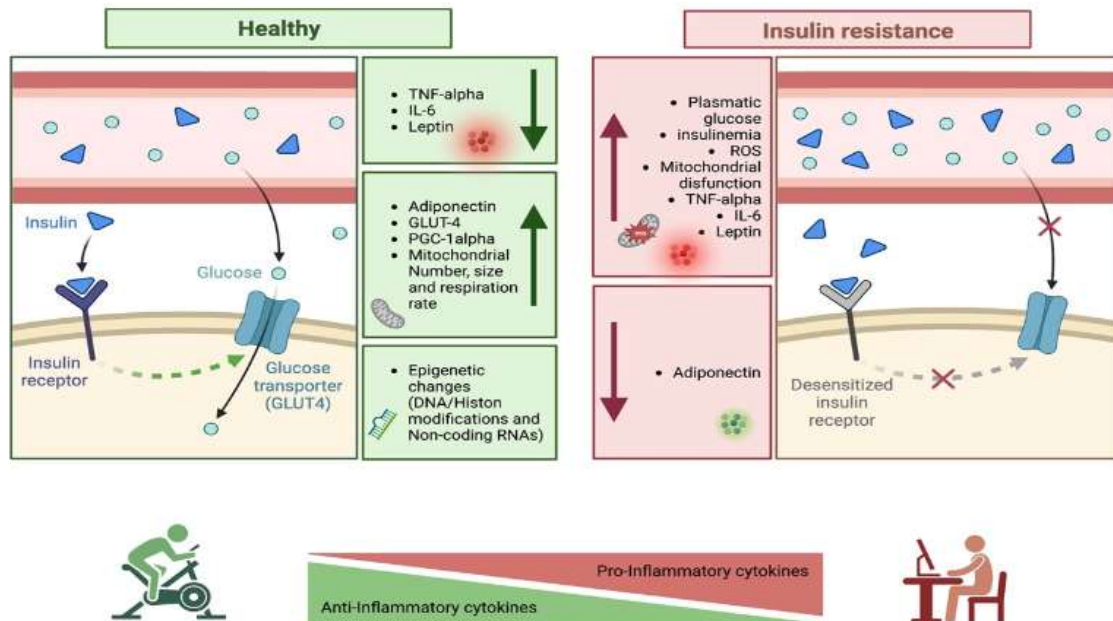 Healthy
Insulin resistance
• TNF-alpha
• IL-6
• Leptin
• Adiponectin
• GLUT-4
• PGC-1alpha
• Mitochondrial
Number, size
and respiration
rate
• Epigenetic
changes
(DNA/Histon
modifications and
Non-coding RNAs)
Insulin
Glucose
Insulin
receptor
Glucose
transporter
(GLUT4)
• Plasmatic
glucose
• insulinemia
• ROS
• Mitochondrial
disfunction
• TNF-alpha
• IL-6
• Leptin
• Adiponectin
Desensitized
insulin
receptor
Pro-Inflammatory cytokines
Anti-Inflammatory cytokines